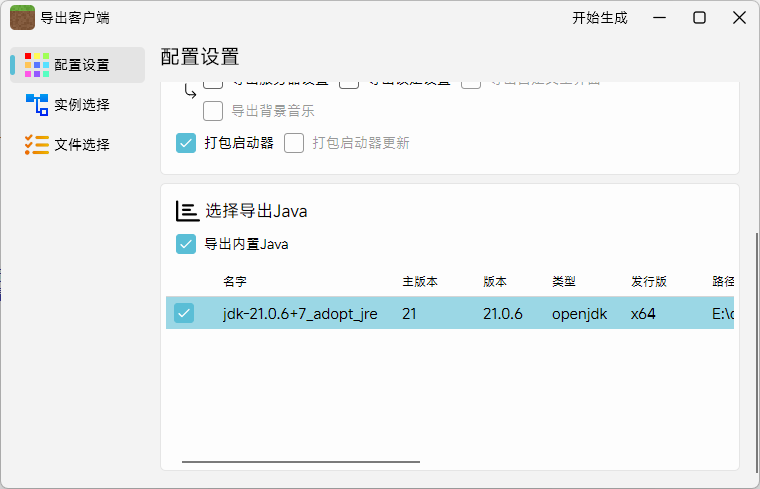 导出客户端
开始生成
配置设置
实例选择
文件选择
配置设置
导出背景音乐
打包启动器 打包启动器更新
选择导出Java
导出内置Java
名字 主版本 版本 类型 发行版 路径
jdk-21.0.6+7_adopt_jre 21 21.0.6 openjdk x64 E:\